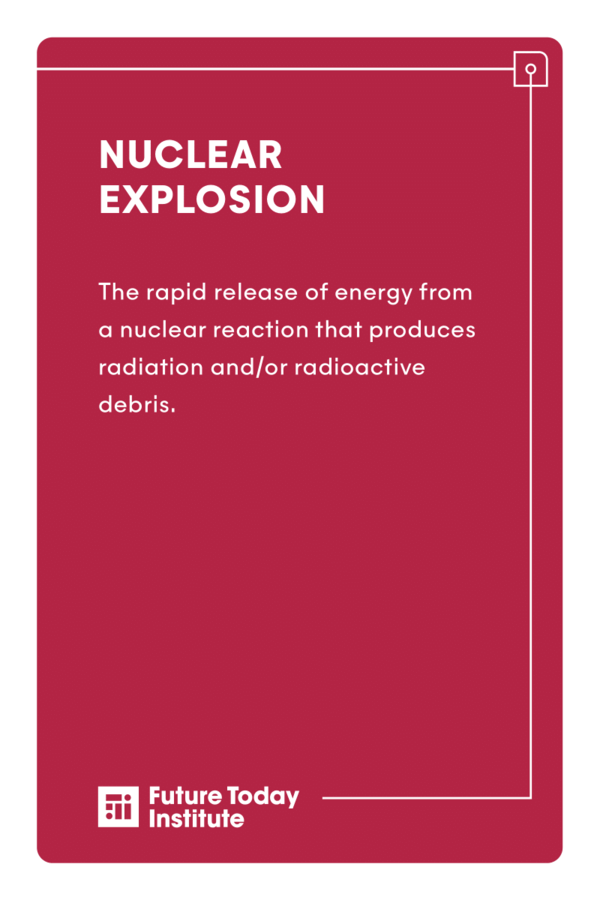 NUCLEAR
EXPLOSION
The rapid release of energy from
a nuclear reaction that produces
radiation and/or radioactive
debris.
Future Today
Institute